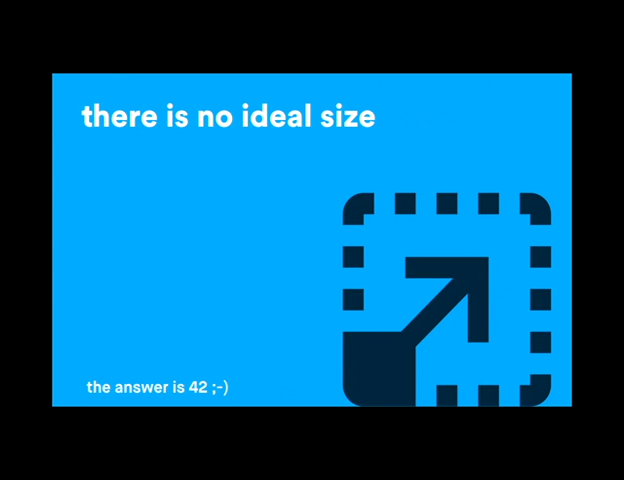 there is no ideal size
the answer is 42 ;-)